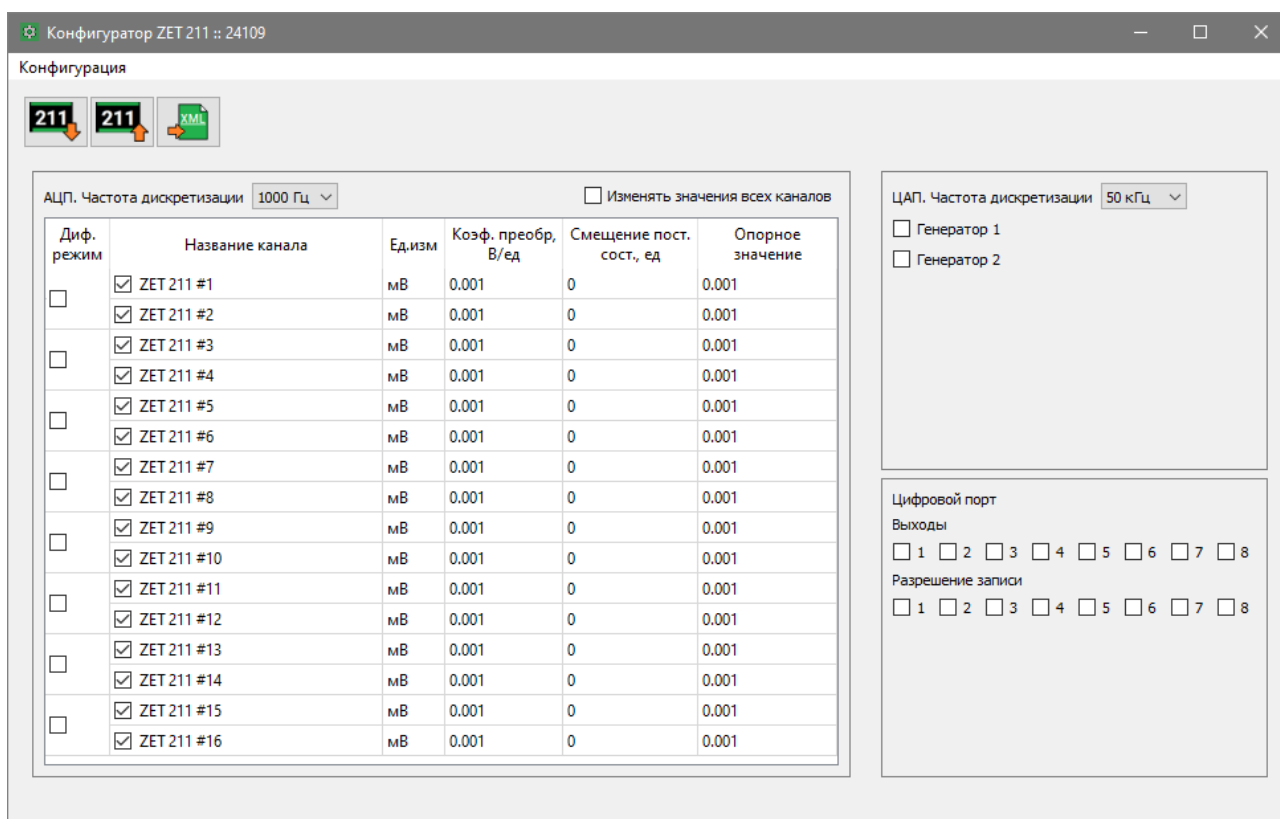 Конфигуратор ZET 211 :: 24109
Конфигурация
211 211 XML
АЦП. Частота дискретизации 1000 Гц Изменять значения всех каналов
Диф. режим Название канала Ед.изм Коэф. преобр, В/ед Смещение пост. сост., ед Опорное значение
ZET 211 #1 мВ 0.001 0 0.001
ZET 211 #2 мВ 0.001 0 0.001
ZET 211 #3 мВ 0.001 0 0.001
ZET 211 #4 мВ 0.001 0 0.001
ZET 211 #5 мВ 0.001 0 0.001
ZET 211 #6 мВ 0.001 0 0.001
ZET 211 #7 мВ 0.001 0 0.001
ZET 211 #8 мВ 0.001 0 0.001
ZET 211 #9 мВ 0.001 0 0.001
ZET 211 #10 мВ 0.001 0 0.001
ZET 211 #11 мВ 0.001 0 0.001
ZET 211 #12 мВ 0.001 0 0.001
ZET 211 #13 мВ 0.001 0 0.001
ZET 211 #14 мВ 0.001 0 0.001
ZET 211 #15 мВ 0.001 0 0.001
ZET 211 #16 мВ 0.001 0 0.001
ЦАП. Частота дискретизации 50 кГц
Генератор 1
Генератор 2
Цифровой порт
Выходы
1 2 3 4 5 6 7 8
Разрешение записи
1 2 3 4 5 6 7 8